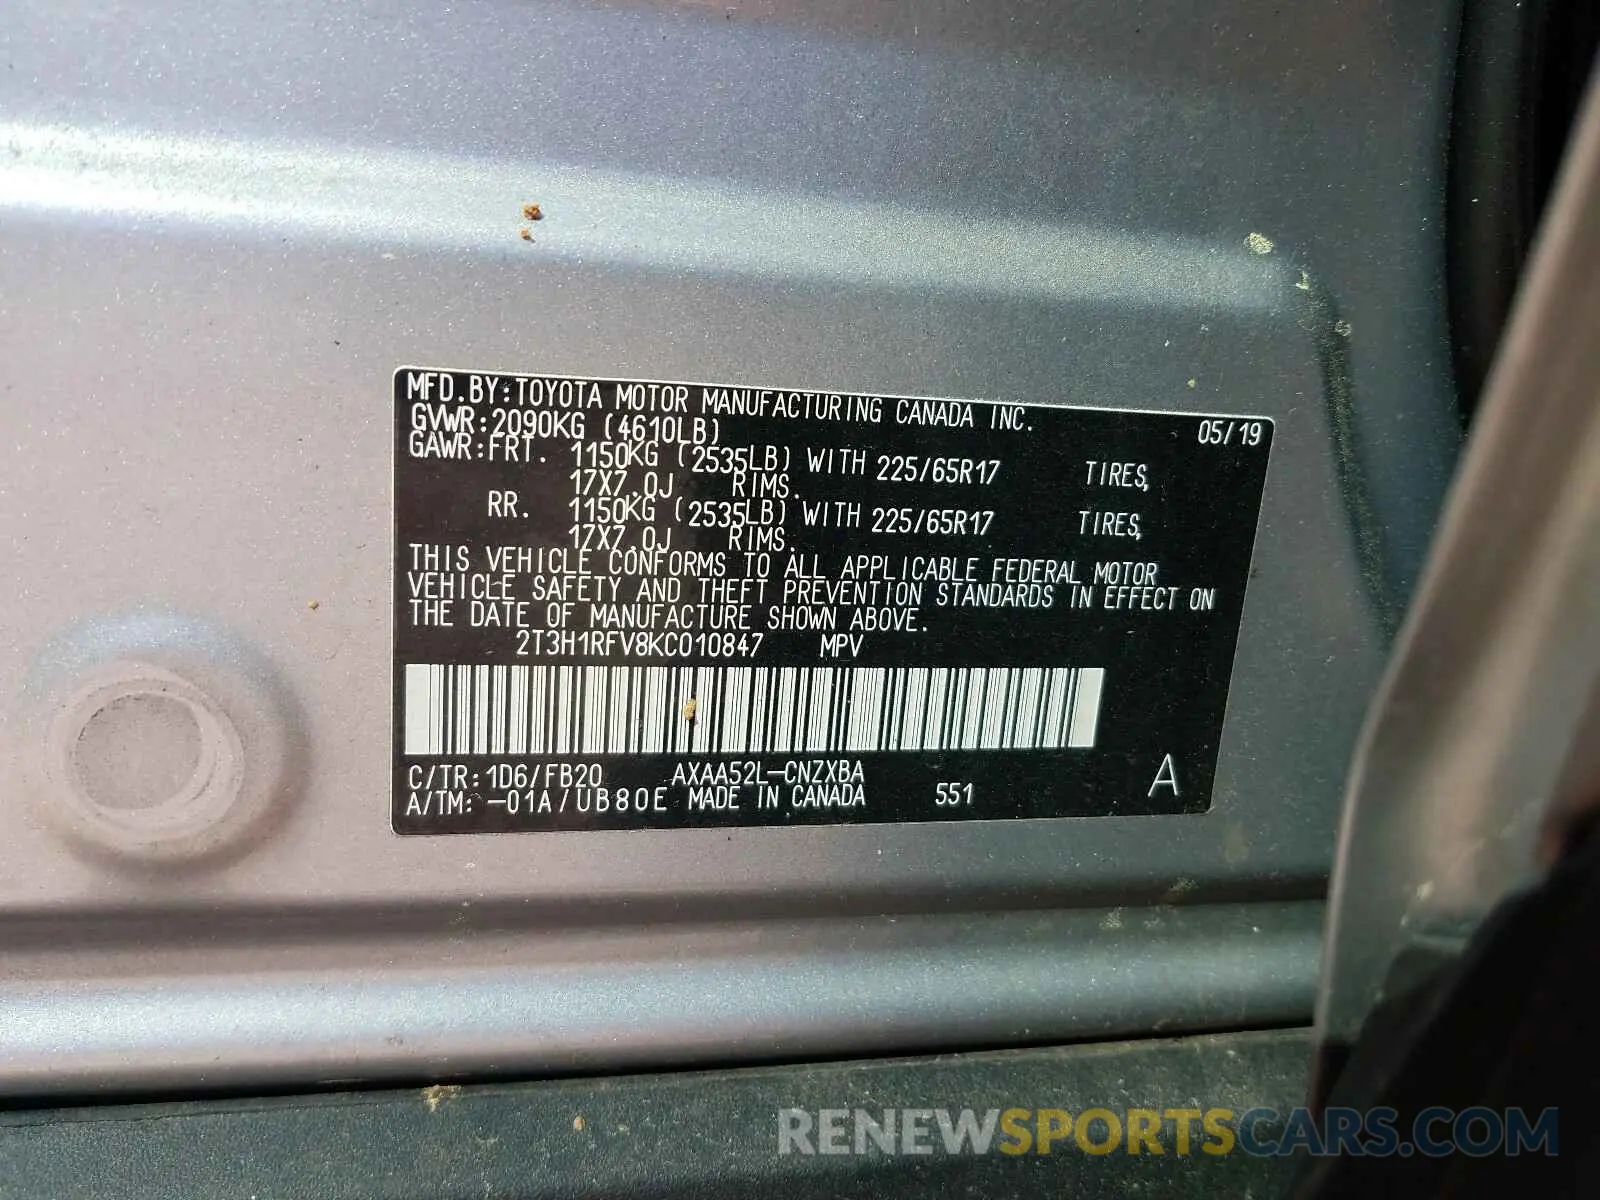 MFD.BY:TOYOTA MOTOR MANUFACTURING CANADA INC.
GVWR:2090KG (4610LB) 05/19
GAWR:FRT. 1150KG (2535LB) WITH 225/65R17 TIRES,
17X7.0J RIMS.
RR. 1150KG (2535LB) WITH 225/65R17 TIRES,
17X7.0J RIMS.
THIS VEHICLE CONFORMS TO ALL APPLICABLE FEDERAL MOTOR
VEHICLE SAFETY AND THEFT PREVENTION STANDARDS IN EFFECT ON
THE DATE OF MANUFACTURE SHOWN ABOVE.
2T3H1RFV8KC010847 MPV
C/TR:1D6/FB20 AXAA52L-CNZXBA A
A/TM:-01A/UB80E MADE IN CANADA 551
RENEWSPORTSCARS.COM